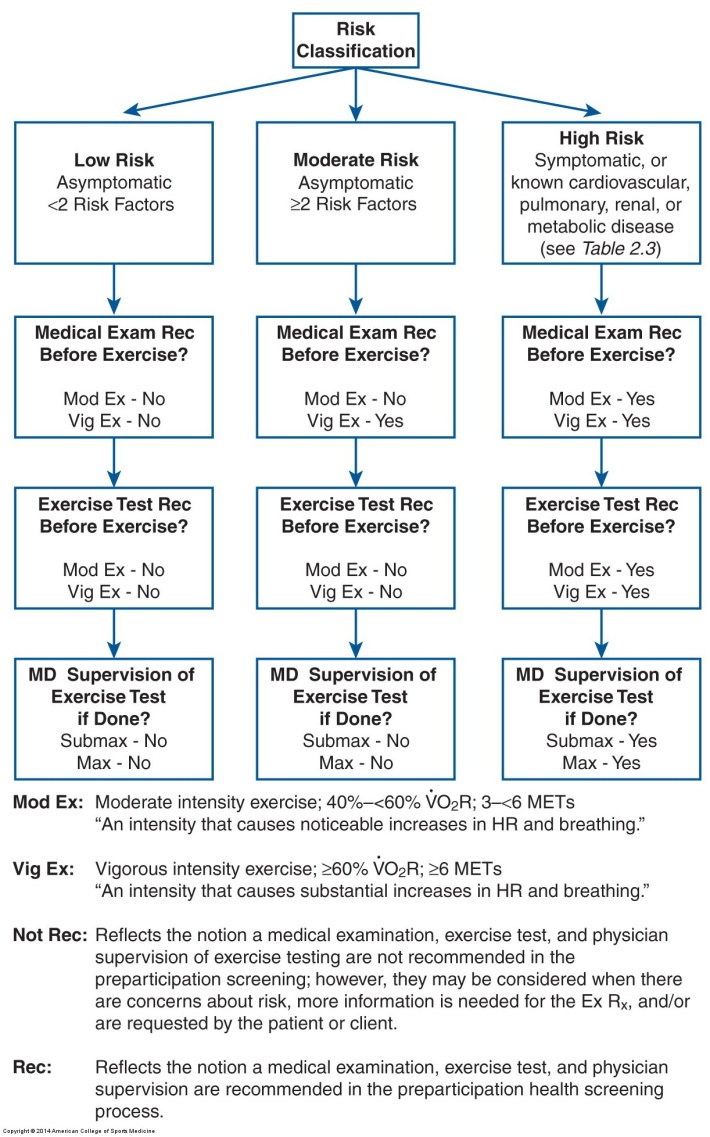 Risk
Classification
Low Risk
Asymptomatic
<2 Risk Factors
Moderate Risk
Asymptomatic
≥2 Risk Factors
High Risk
Symptomatic, or
known cardiovascular,
pulmonary, renal, or
metabolic disease
(see Table 2.3)
Medical Exam Rec
Before Exercise?
Mod Ex - No
Vig Ex - No
Medical Exam Rec
Before Exercise?
Mod Ex - No
Vig Ex - Yes
Medical Exam Rec
Before Exercise?
Mod Ex - Yes
Vig Ex - Yes
Exercise Test Rec
Before Exercise?
Mod Ex - No
Vig Ex - No
Exercise Test Rec
Before Exercise?
Mod Ex - No
Vig Ex - No
Exercise Test Rec
Before Exercise?
Mod Ex - Yes
Vig Ex - Yes
MD Supervision of
Exercise Test
if Done?
Submax - No
Max - No
MD Supervision of
Exercise Test
if Done?
Submax - No
Max - No
MD Supervision of
Exercise Test
if Done?
Submax - Yes
Max - Yes
Mod Ex: Moderate intensity exercise; 40%–<60% V̇O₂R; 3–<6 METs
“An intensity that causes noticeable increases in HR and breathing.”
Vig Ex: Vigorous intensity exercise; ≥60% V̇O₂R; ≥6 METs
“An intensity that causes substantial increases in HR and breathing.”
Not Rec: Reflects the notion a medical examination, exercise test, and physician
supervision of exercise testing are not recommended in the
preparticipation screening; however, they may be considered when there
are concerns about risk, more information is needed for the Ex Rₓ, and/or
are requested by the patient or client.
Rec: Reflects the notion a medical examination, exercise test, and physician
supervision are recommended in the preparticipation health screening
process.
Copyright © 2014 American College of Sports Medicine